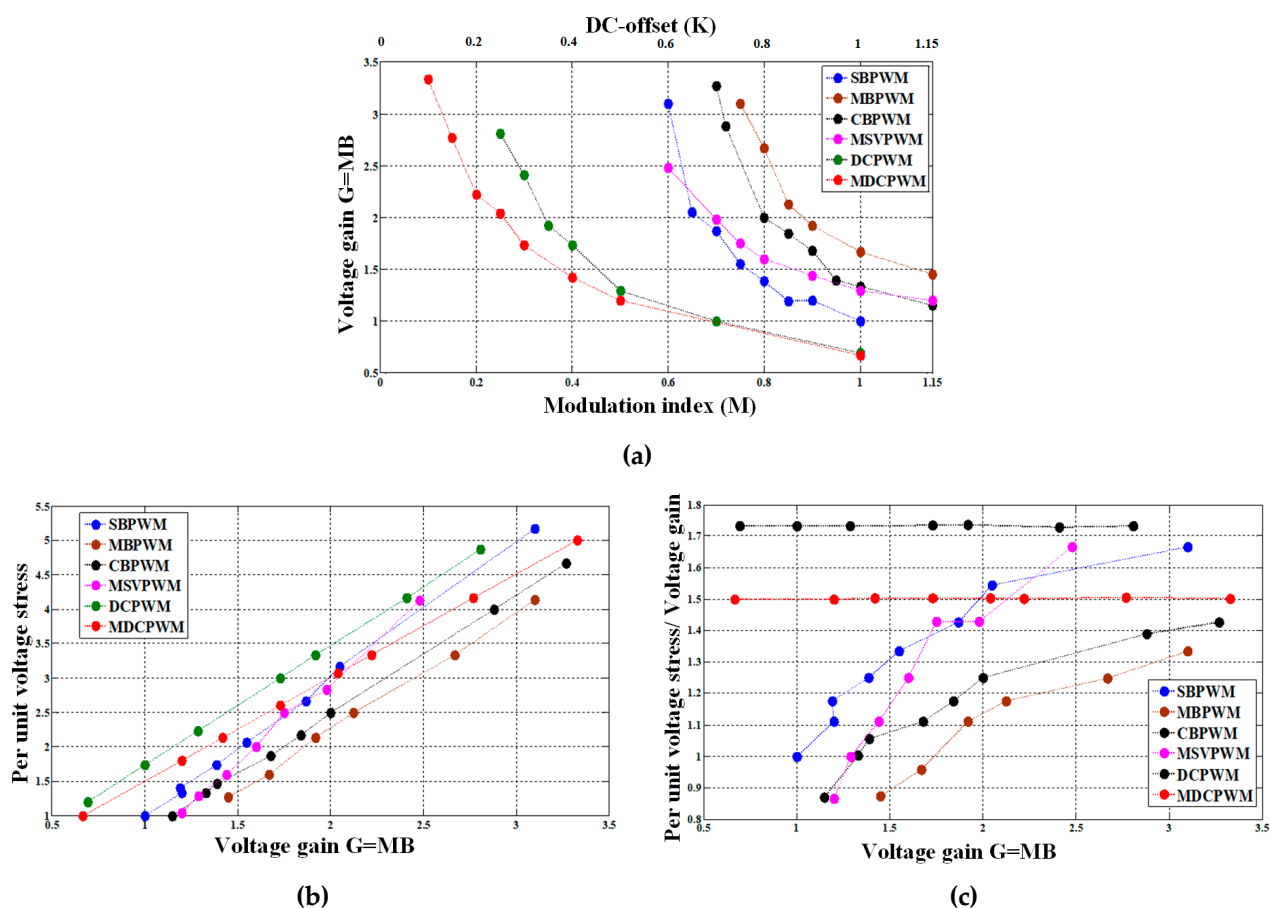 DC-offset (K)
0 0.2 0.4 0.6 0.8 1 1.15
3.5
3
2.5
2
1.5
1
0.5
Voltage gain G=MB
SBPWM
MBPWM
CBPWM
MSVPWM
DCPWM
MDCPWM
0 0.2 0.4 0.6 0.8 1 1.15
Modulation index (M)
(a)
5.5
5
4.5
4
3.5
3
2.5
2
1.5
1
Per unit voltage stress
SBPWM
MBPWM
CBPWM
MSVPWM
DCPWM
MDCPWM
0.5 1 1.5 2 2.5 3 3.5
Voltage gain G=MB
(b)
1.8
1.7
1.6
1.5
1.4
1.3
1.2
1.1
1
0.9
0.8
Per unit voltage stress/ Voltage gain
SBPWM
MBPWM
CBPWM
MSVPWM
DCPWM
MDCPWM
0.5 1 1.5 2 2.5 3 3.5
Voltage gain G=MB
(c)